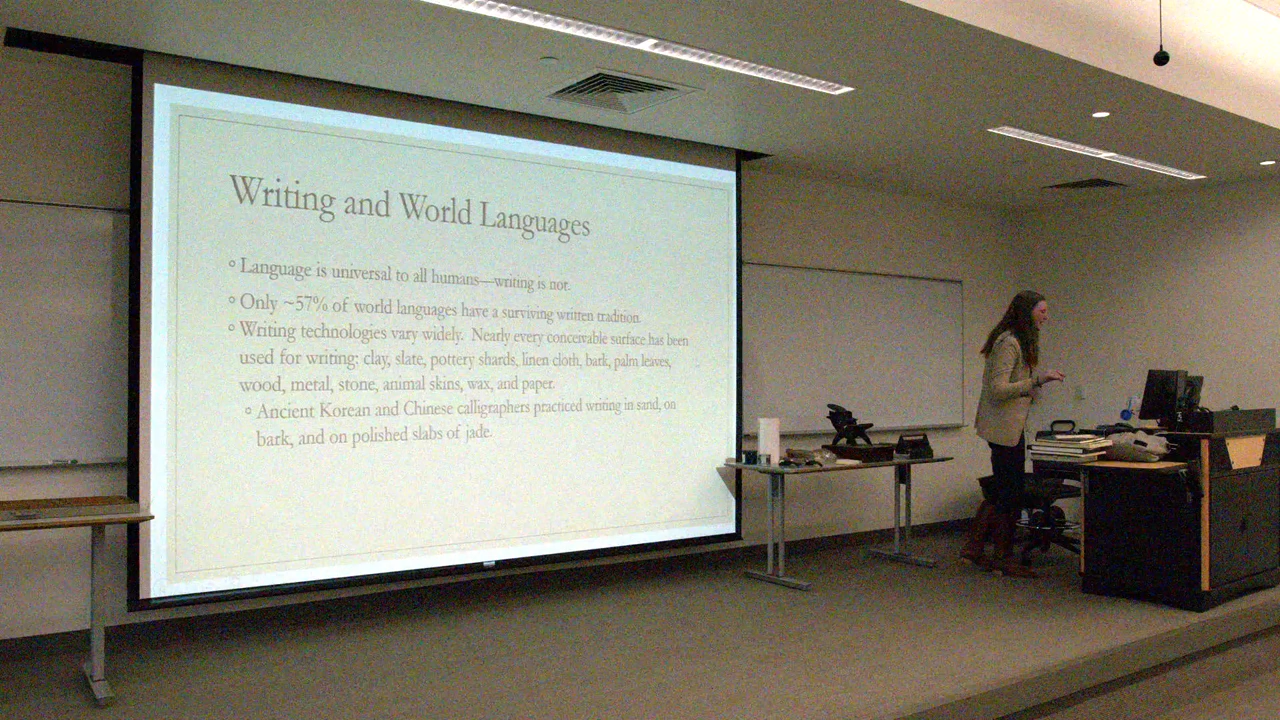 Writing and World Languages
° Language is universal to all humans—writing is not.
° Only ~57% of world languages have a surviving written tradition.
° Writing technologies vary widely. Nearly every conceivable surface has been
used for writing: clay, slate, pottery shards, linen cloth, bark, palm leaves,
wood, metal, stone, animal skins, wax, and paper.
° Ancient Korean and Chinese calligraphers practiced writing in sand, on
bark, and on polished slabs of jade.